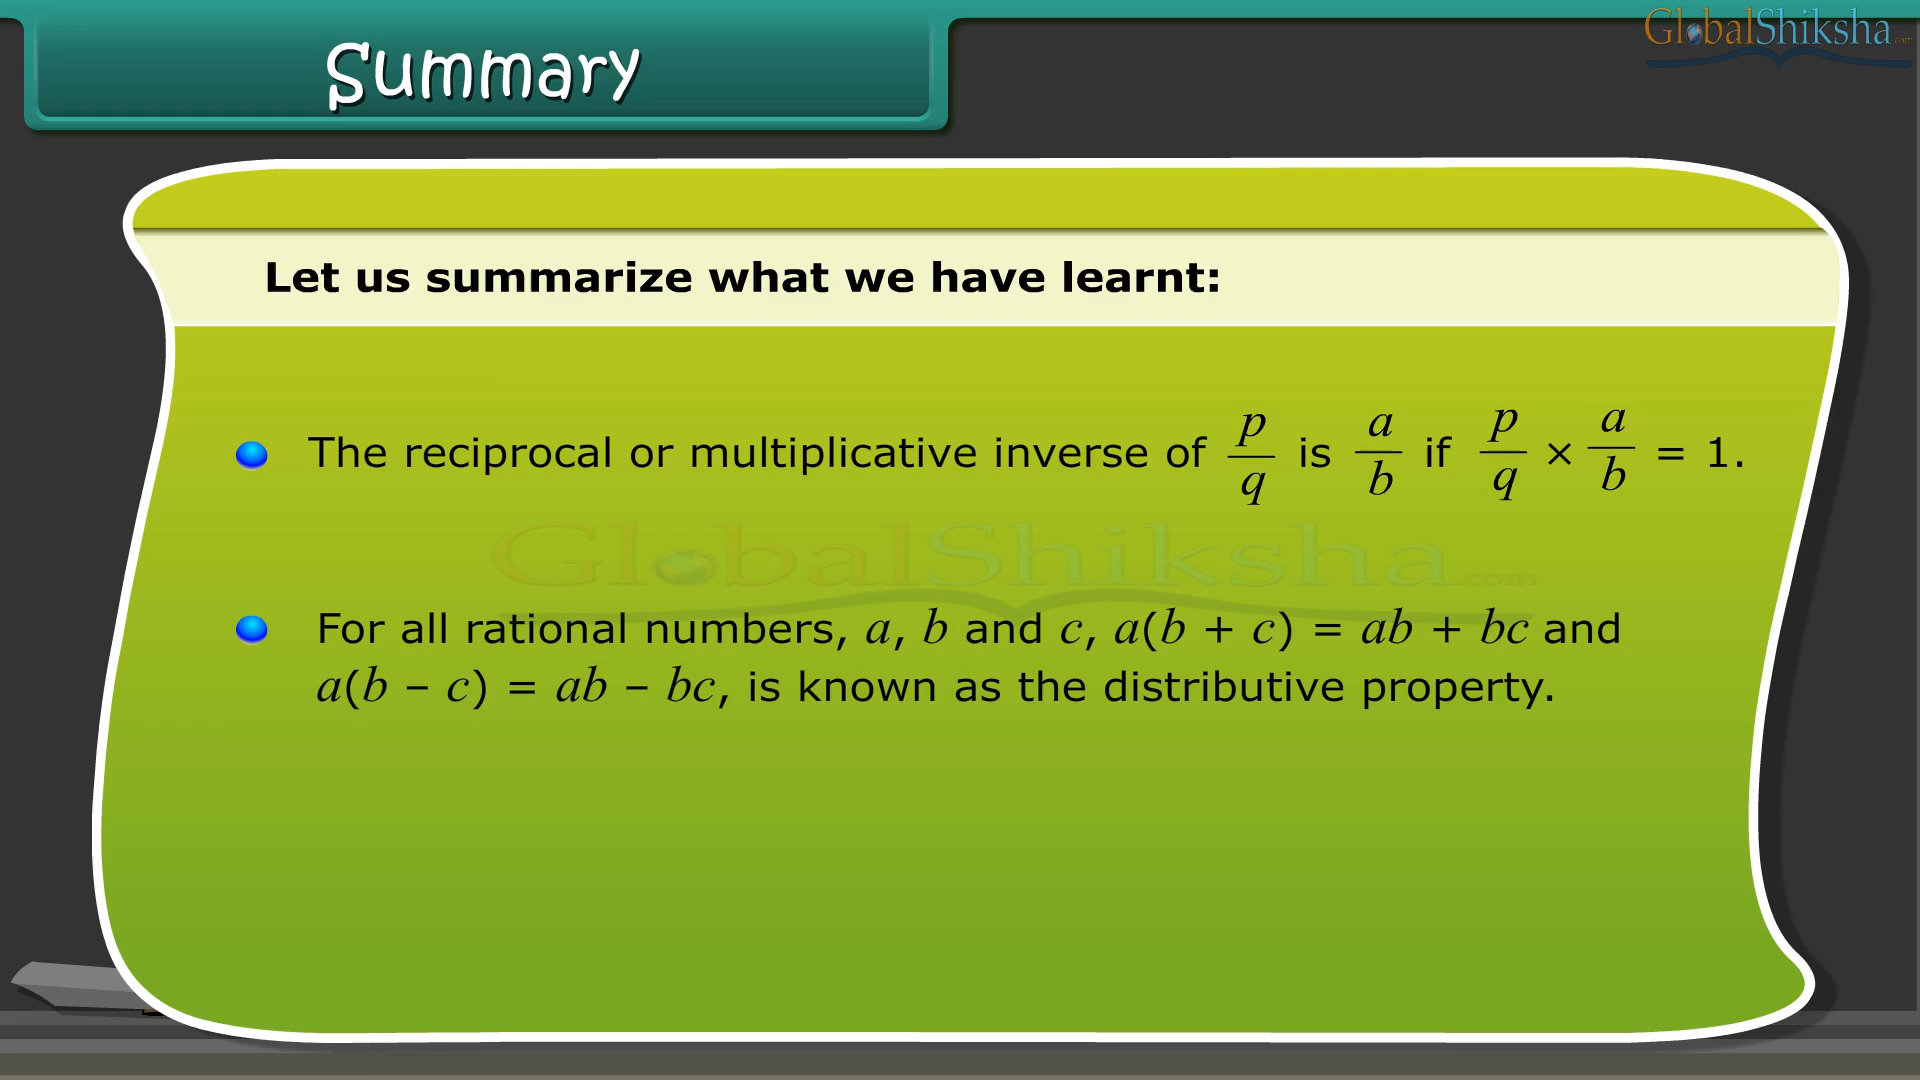 Summary
GlobalShiksha.com
Let us summarize what we have learnt:
The reciprocal or multiplicative inverse of p/q is a/b if p/q × a/b = 1.
GlobalShiksha.com
For all rational numbers, a, b and c, a(b + c) = ab + bc and
a(b – c) = ab – bc, is known as the distributive property.